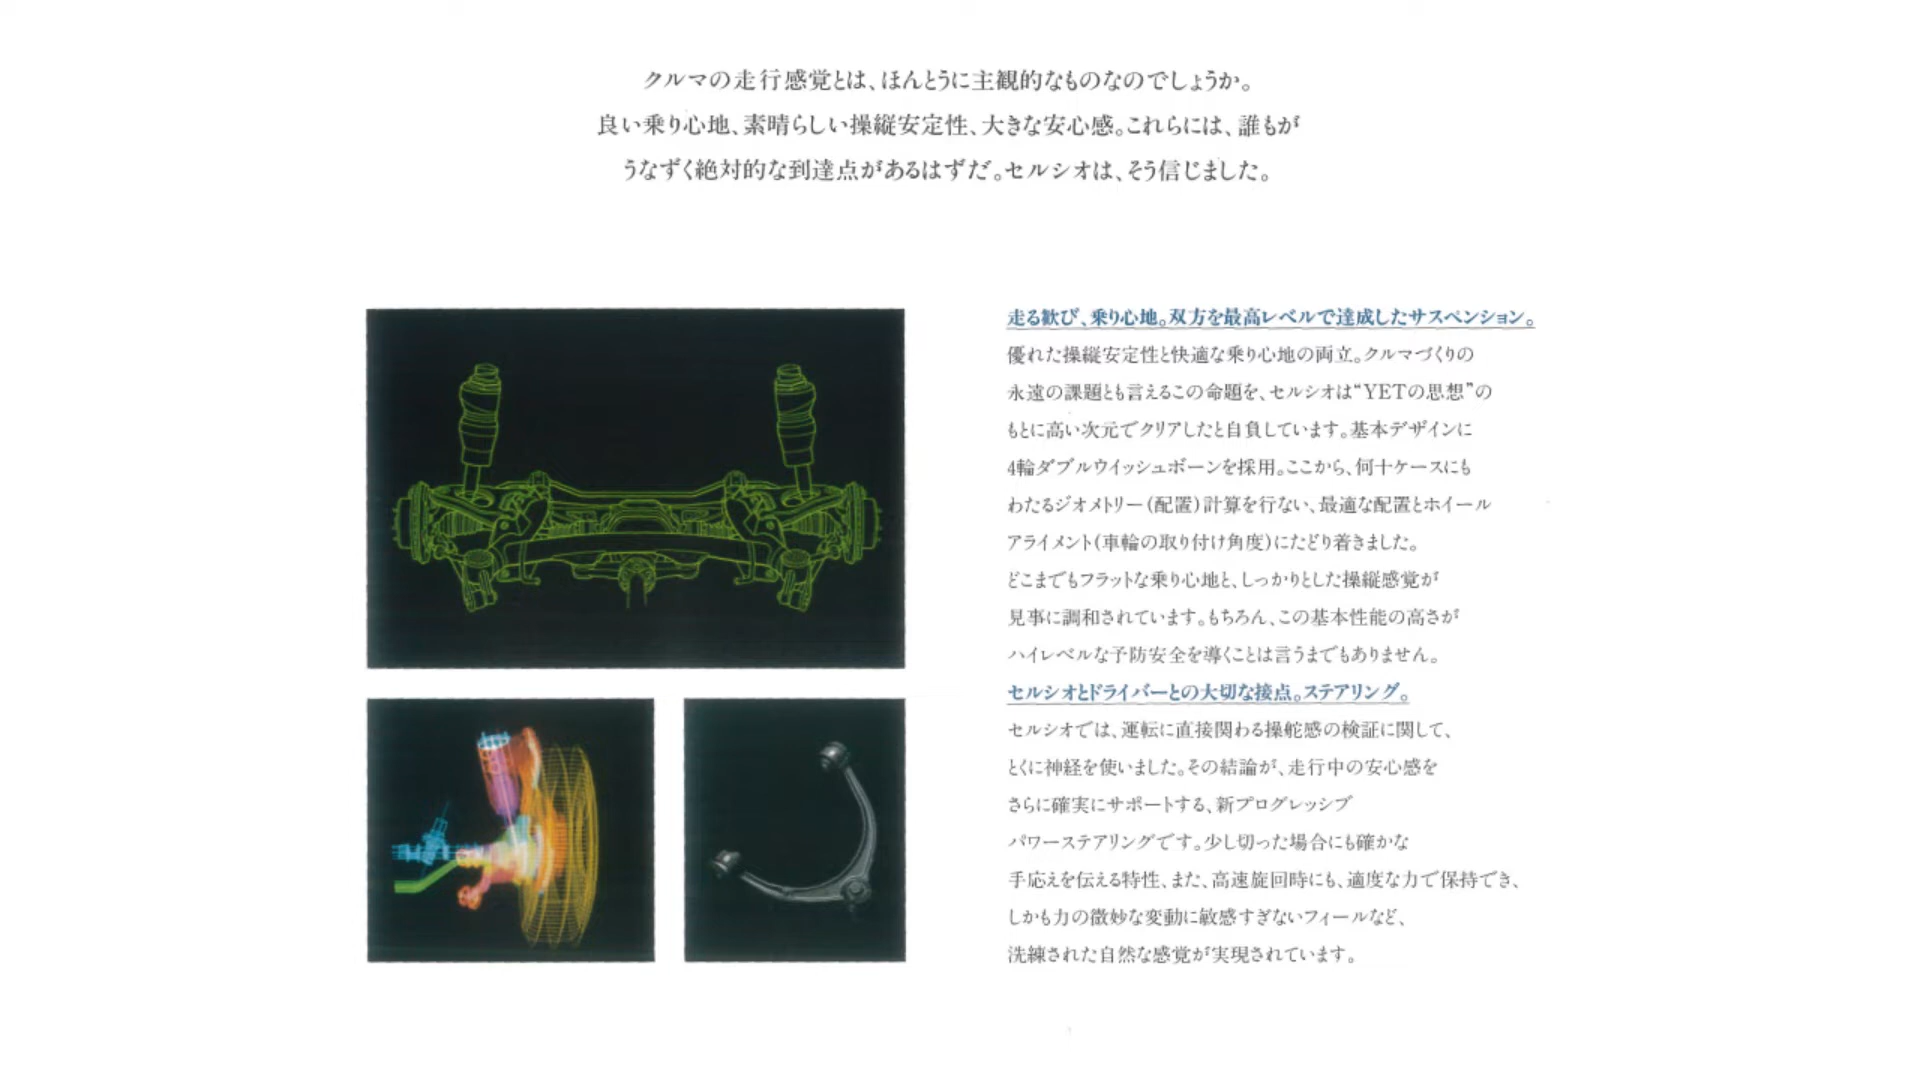 クルマの走行感覚とは、ほんとうに主観的なものなのでしょうか。
良い乗り心地、素晴らしい操縦安定性、大きな安心感。これらには、誰もが
うなずく絶対的な到達点があるはずだ。セルシオは、そう信じました。
走る歓び、乗り心地。双方を最高レベルで達成したサスペンション。
優れた操縦安定性と快適な乗り心地の両立。クルマづくりの
永遠の課題とも言えるこの命題を、セルシオは“YETの思想”の
もとに高い次元でクリアしたと自負しています。基本デザインに
4輪ダブルウイッシュボーンを採用。ここから、何十ケースにも
わたるジオメトリー(配置)計算を行ない、最適な配置とホイール
アライメント(車輪の取り付け角度)にたどり着きました。
どこまでもフラットな乗り心地と、しっかりとした操縦感覚が
見事に調和されています。もちろん、この基本性能の高さが
ハイレベルな予防安全を導くことは言うまでもありません。
セルシオとドライバーとの大切な接点。ステアリング。
セルシオでは、運転に直接関わる操舵感の検証に関して、
とくに神経を使いました。その結論が、走行中の安心感を
さらに確実にサポートする、新プログレッシブ
パワーステアリングです。少し切った場合にも確かな
手応えを伝える特性、また、高速旋回時にも、適度な力で保持でき、
しかも力の微妙な変動に敏感すぎないフィールなど、
洗練された自然な感覚が実現されています。